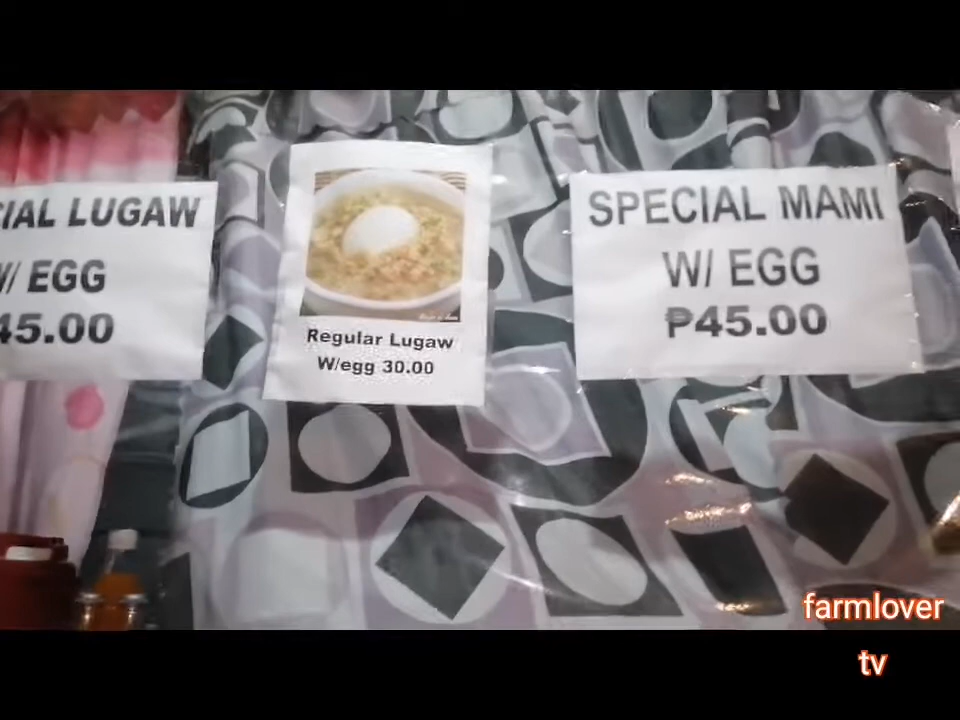 CIAL LUGAW
W/ EGG
45.00
Regular Lugaw
W/egg 30.00
SPECIAL MAMI
W/ EGG
₱45.00
farmlover
tv